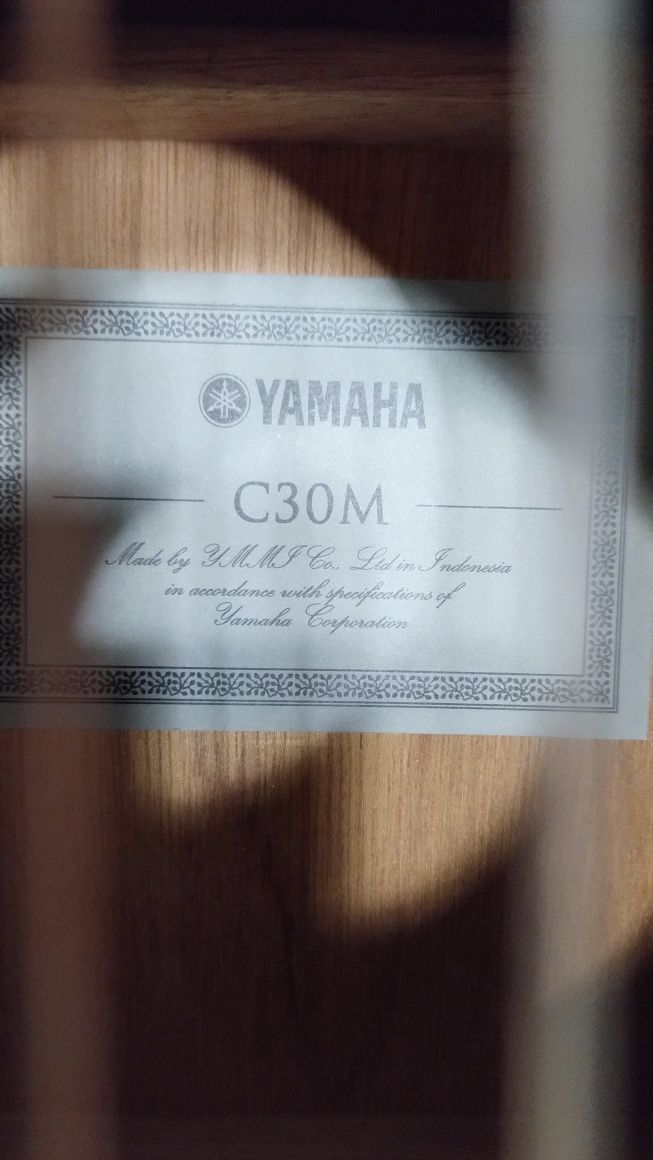 YAMAHA
C30M
Made by YMMI Co., Ltd in Indonesia
in accordance with specifications of
Yamaha Corporation